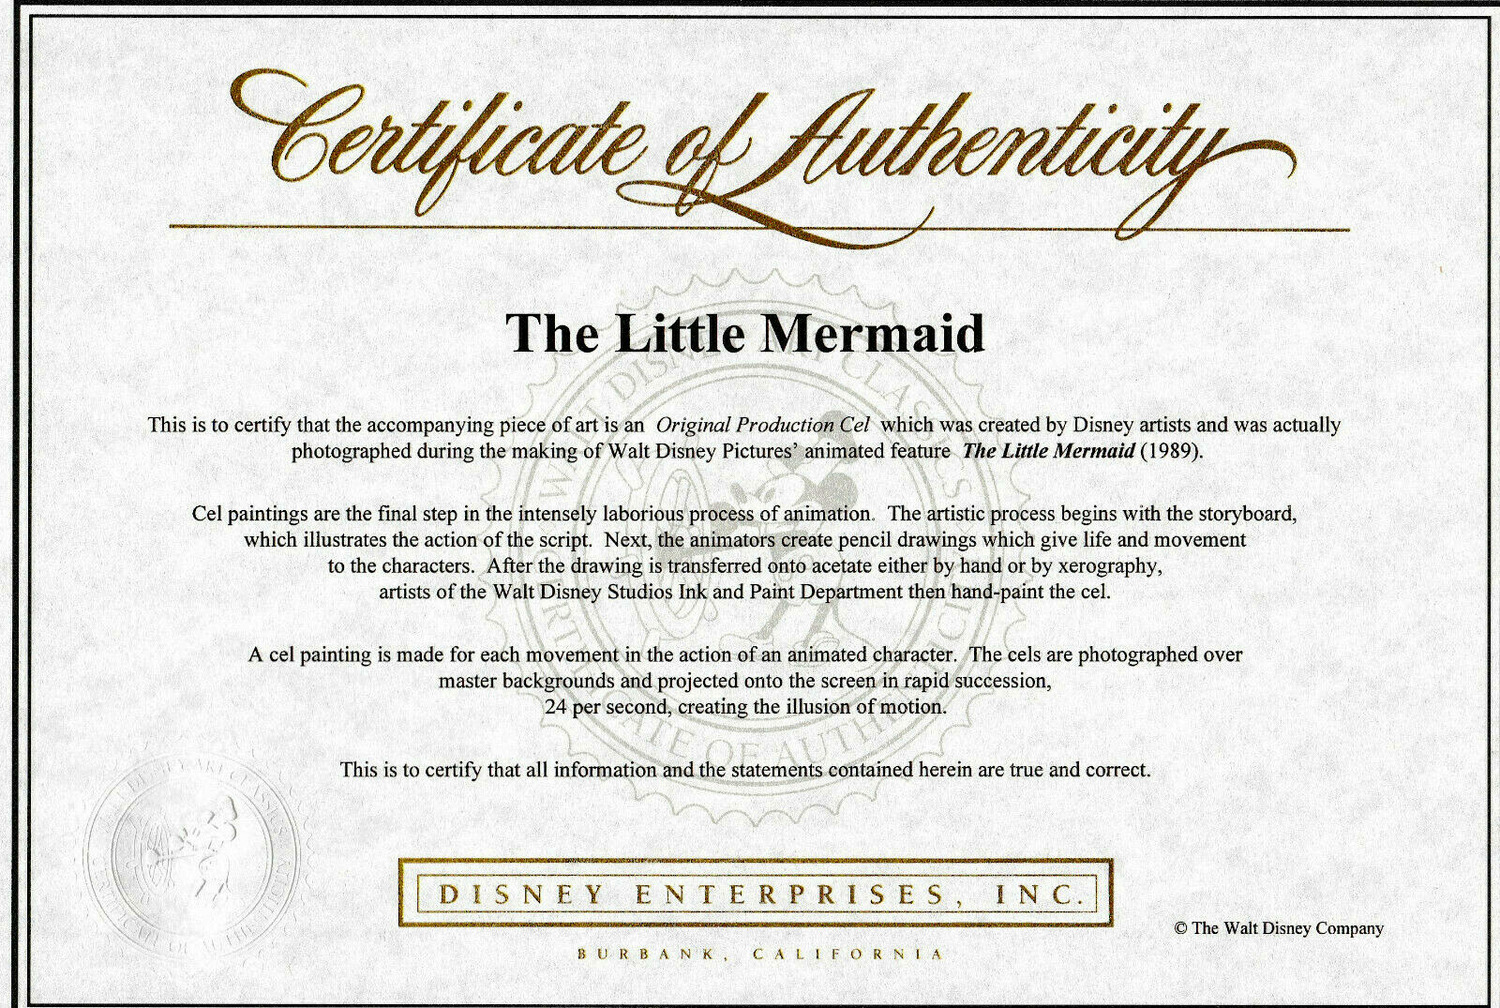 Certificate of Authenticity
The Little Mermaid
This is to certify that the accompanying piece of art is an Original Production Cel which was created by Disney artists and was actually
photographed during the making of Walt Disney Pictures' animated feature The Little Mermaid (1989).
Cel paintings are the final step in the intensely laborious process of animation. The artistic process begins with the storyboard,
which illustrates the action of the script. Next, the animators create pencil drawings which give life and movement
to the characters. After the drawing is transferred onto acetate either by hand or by xerography,
artists of the Walt Disney Studios Ink and Paint Department then hand-paint the cel.
A cel painting is made for each movement in the action of an animated character. The cels are photographed over
master backgrounds and projected onto the screen in rapid succession,
24 per second, creating the illusion of motion.
This is to certify that all information and the statements contained herein are true and correct.
DISNEY ENTERPRISES, INC.
BURBANK, CALIFORNIA
© The Walt Disney Company
WALT DISNEY ART CLASSICS
CERTIFICATE OF AUTHENTICITY